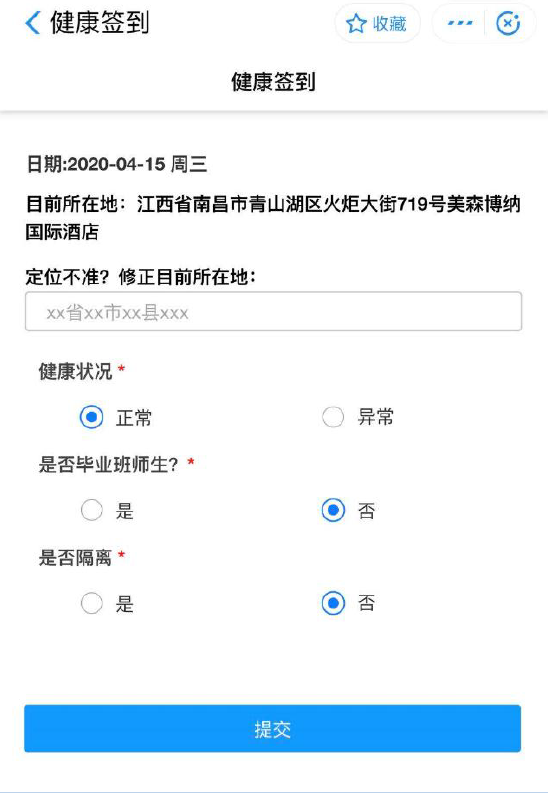 健康签到
收藏
健康签到
日期:2020-04-15 周三
目前所在地：江西省南昌市青山湖区火炬大街719号美森博纳
国际酒店
定位不准？修正目前所在地：
xx省xx市xx县xxx
健康状况 *
正常 异常
是否毕业班师生？ *
是 否
是否隔离 *
是 否
提交